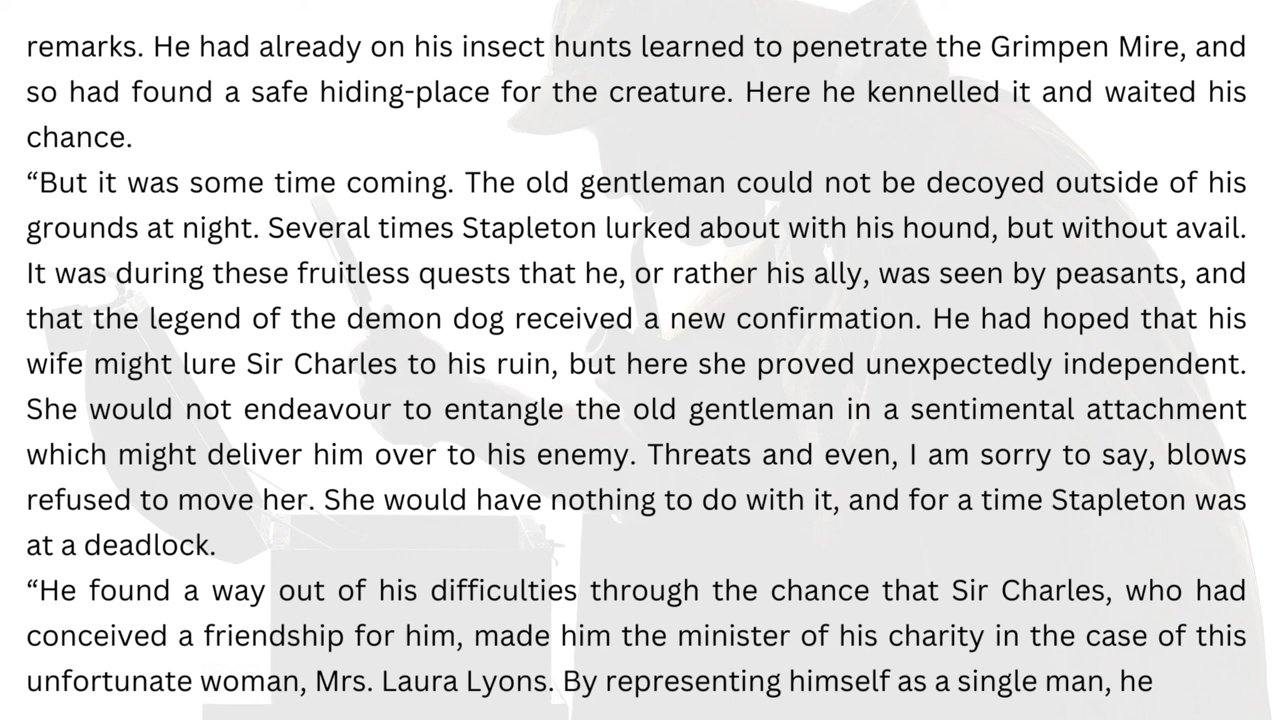 remarks. He had already on his insect hunts learned to penetrate the Grimpen Mire, and
so had found a safe hiding-place for the creature. Here he kennelled it and waited his
chance.
“But it was some time coming. The old gentleman could not be decoyed outside of his
grounds at night. Several times Stapleton lurked about with his hound, but without avail.
It was during these fruitless quests that he, or rather his ally, was seen by peasants, and
that the legend of the demon dog received a new confirmation. He had hoped that his
wife might lure Sir Charles to his ruin, but here she proved unexpectedly independent.
She would not endeavour to entangle the old gentleman in a sentimental attachment
which might deliver him over to his enemy. Threats and even, I am sorry to say, blows
refused to move her. She would have nothing to do with it, and for a time Stapleton was
at a deadlock.
“He found a way out of his difficulties through the chance that Sir Charles, who had
conceived a friendship for him, made him the minister of his charity in the case of this
unfortunate woman, Mrs. Laura Lyons. By representing himself as a single man, he